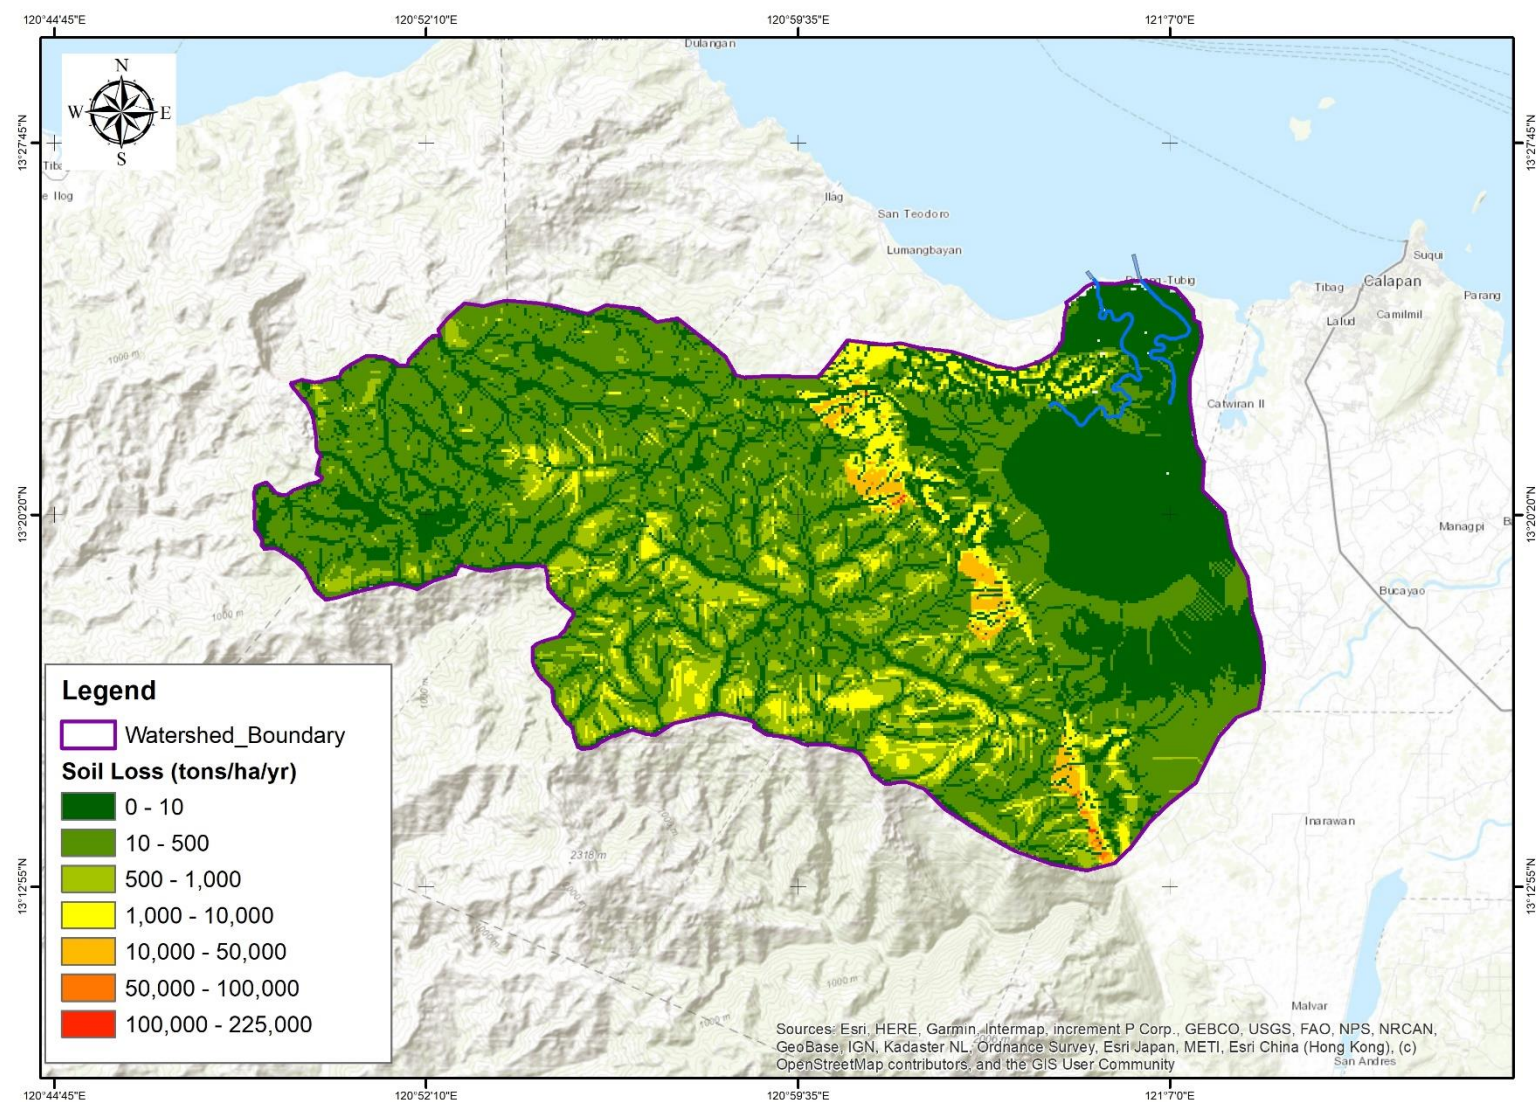 120°44'45"E 120°52'10"E 120°59'35"E 121°7'0"E
Dulangan
N
W E
S
13°27'45"N 13°27'45"N
e Ilog
Ilag
San Teodoro
Lumangbayan
Suqui
Tibag
Calapan
Parang
Lalud
Camilmil
1000 m
Catwiran II
13°20'20"N 13°20'20"N
Managpi
Bucayao
1000 m
1000 m
Legend
Watershed_Boundary
Soil Loss (tons/ha/yr)
0 - 10
10 - 500
500 - 1,000
1,000 - 10,000
10,000 - 50,000
50,000 - 100,000
100,000 - 225,000
Inarawan
2318 m
13°12'55"N 13°12'55"N
1000 m
1000 m
Malvar
Sources: Esri, HERE, Garmin, Intermap, increment P Corp., GEBCO, USGS, FAO, NPS, NRCAN,
GeoBase, IGN, Kadaster NL, Ordnance Survey, Esri Japan, METI, Esri China (Hong Kong), (c)
OpenStreetMap contributors, and the GIS User Community
San Andres
120°44'45"E 120°52'10"E 120°59'35"E 121°7'0"E